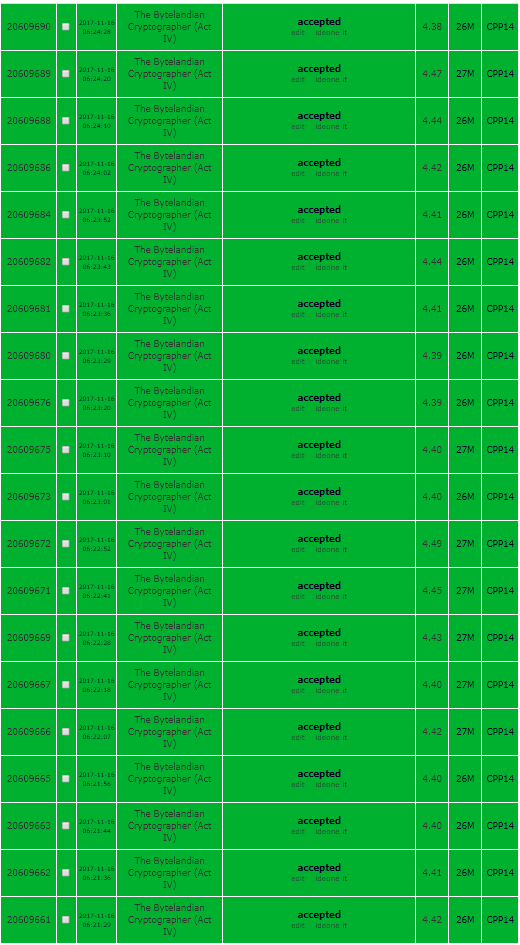 20609690 2017-11-16 06:24:28 The Bytelandian Cryptographer (Act IV) accepted edit ideone it 4.38 26M CPP14
20609689 2017-11-16 06:24:20 The Bytelandian Cryptographer (Act IV) accepted edit ideone it 4.47 27M CPP14
20609688 2017-11-16 06:24:10 The Bytelandian Cryptographer (Act IV) accepted edit ideone it 4.44 26M CPP14
20609686 2017-11-16 06:24:02 The Bytelandian Cryptographer (Act IV) accepted edit ideone it 4.42 26M CPP14
20609684 2017-11-16 06:23:52 The Bytelandian Cryptographer (Act IV) accepted edit ideone it 4.41 26M CPP14
20609682 2017-11-16 06:23:43 The Bytelandian Cryptographer (Act IV) accepted edit ideone it 4.44 26M CPP14
20609681 2017-11-16 06:23:36 The Bytelandian Cryptographer (Act IV) accepted edit ideone it 4.41 26M CPP14
20609680 2017-11-16 06:23:29 The Bytelandian Cryptographer (Act IV) accepted edit ideone it 4.39 26M CPP14
20609676 2017-11-16 06:23:20 The Bytelandian Cryptographer (Act IV) accepted edit ideone it 4.39 26M CPP14
20609675 2017-11-16 06:23:10 The Bytelandian Cryptographer (Act IV) accepted edit ideone it 4.40 27M CPP14
20609673 2017-11-16 06:23:01 The Bytelandian Cryptographer (Act IV) accepted edit ideone it 4.40 26M CPP14
20609672 2017-11-16 06:22:52 The Bytelandian Cryptographer (Act IV) accepted edit ideone it 4.49 27M CPP14
20609671 2017-11-16 06:22:41 The Bytelandian Cryptographer (Act IV) accepted edit ideone it 4.45 27M CPP14
20609669 2017-11-16 06:22:28 The Bytelandian Cryptographer (Act IV) accepted edit ideone it 4.43 27M CPP14
20609667 2017-11-16 06:22:18 The Bytelandian Cryptographer (Act IV) accepted edit ideone it 4.40 27M CPP14
20609666 2017-11-16 06:22:07 The Bytelandian Cryptographer (Act IV) accepted edit ideone it 4.42 27M CPP14
20609665 2017-11-16 06:21:56 The Bytelandian Cryptographer (Act IV) accepted edit ideone it 4.40 26M CPP14
20609663 2017-11-16 06:21:44 The Bytelandian Cryptographer (Act IV) accepted edit ideone it 4.40 26M CPP14
20609662 2017-11-16 06:21:36 The Bytelandian Cryptographer (Act IV) accepted edit ideone it 4.41 26M CPP14
20609661 2017-11-16 06:21:29 The Bytelandian Cryptographer (Act IV) accepted edit ideone it 4.42 26M CPP14